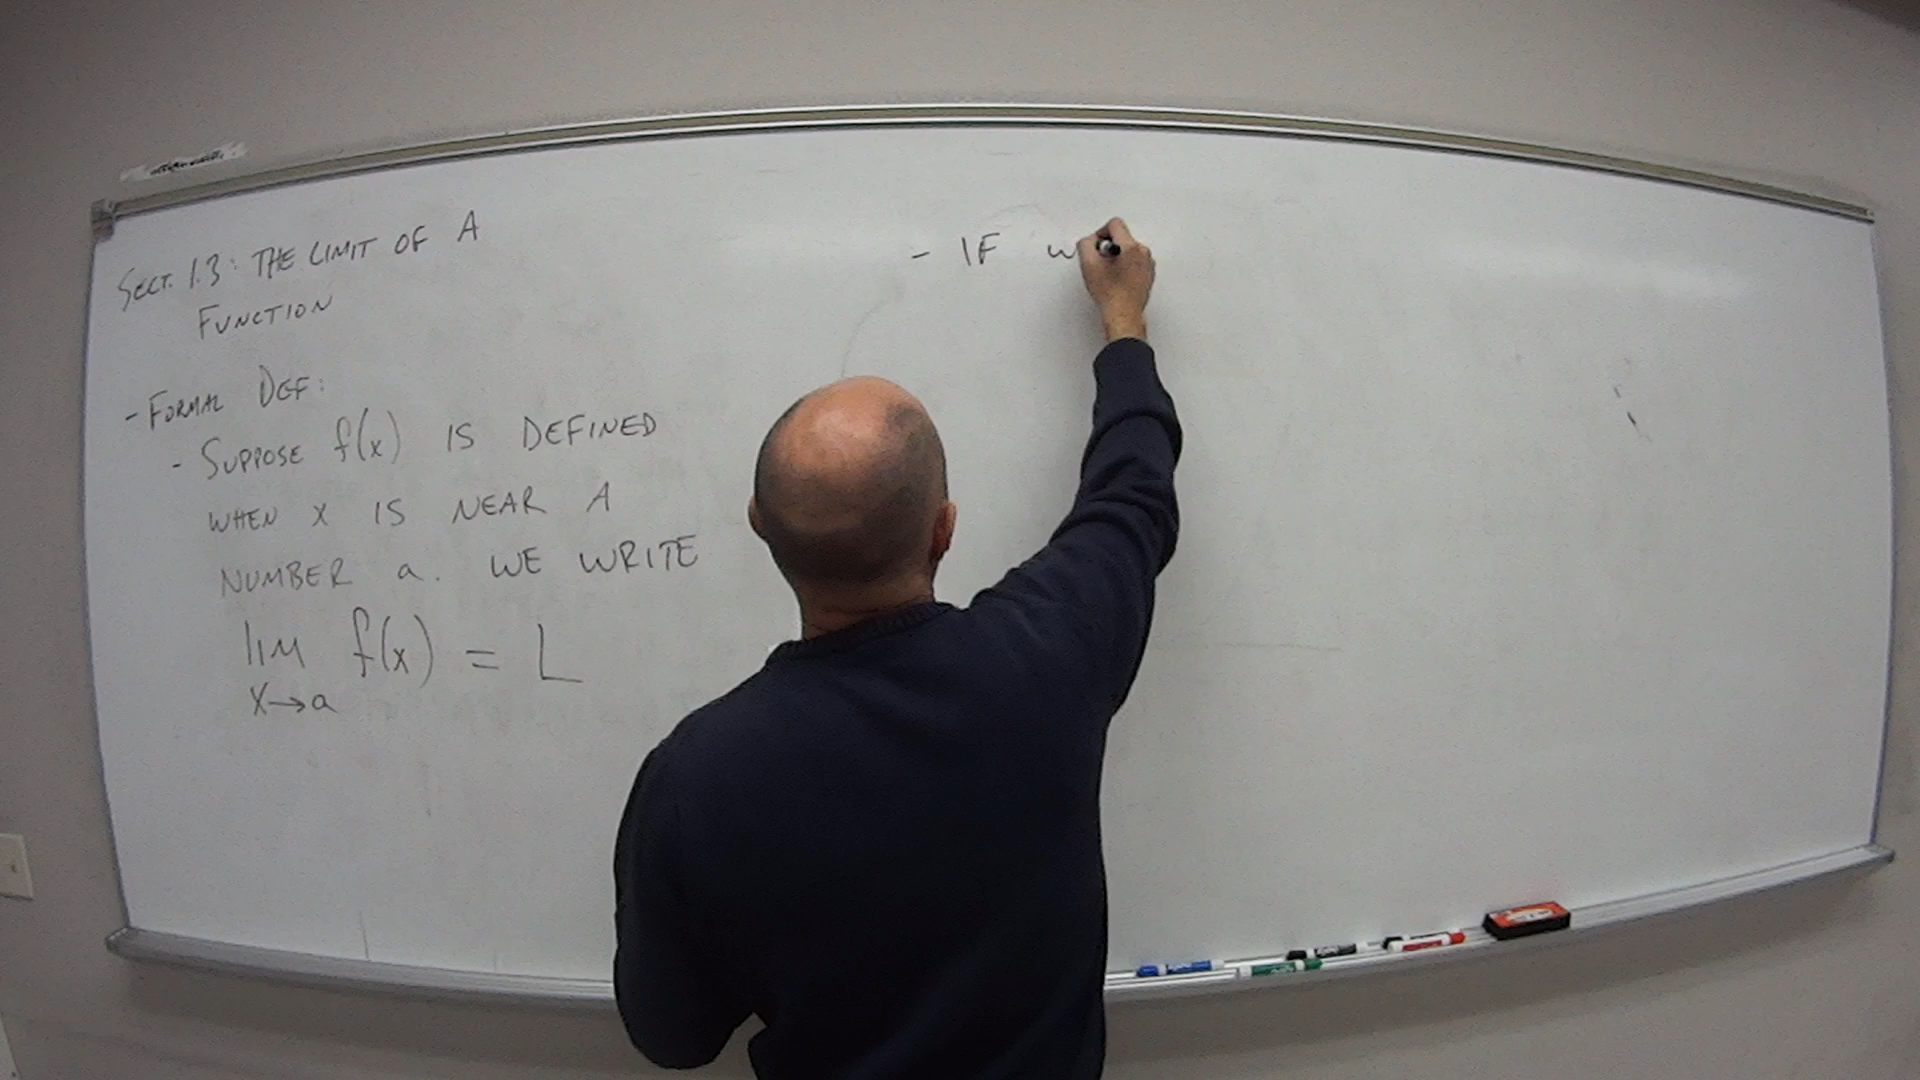 SECT. 1.3: THE LIMIT OF A
FUNCTION
- FORMAL DEF:
- SUPPOSE f(x) IS DEFINED
WHEN x IS NEAR A
NUMBER a. WE WRITE
lim f(x) = L
x→a
- IF W